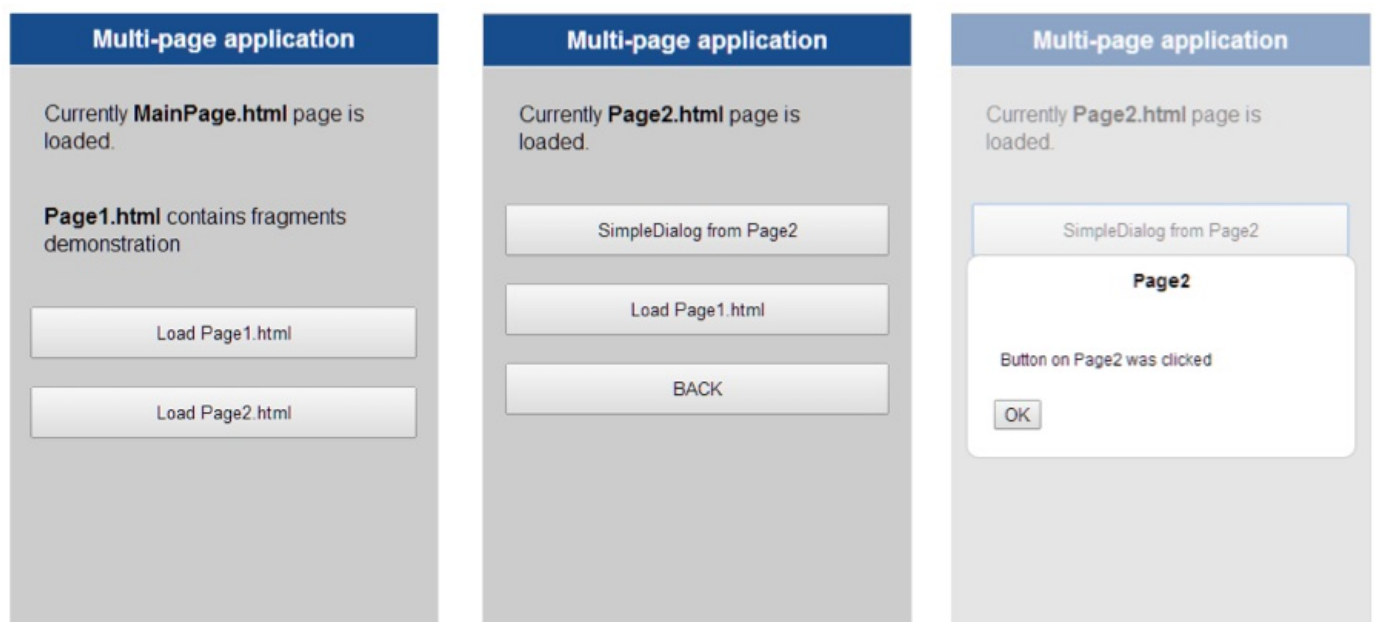 Multi-page application
Currently MainPage.html page is
loaded.
Page1.html contains fragments
demonstration
Load Page1.html
Load Page2.html
Multi-page application
Currently Page2.html page is
loaded.
SimpleDialog from Page2
Load Page1.html
BACK
Multi-page application
Currently Page2.html page is
loaded.
SimpleDialog from Page2
Page2
Button on Page2 was clicked
OK